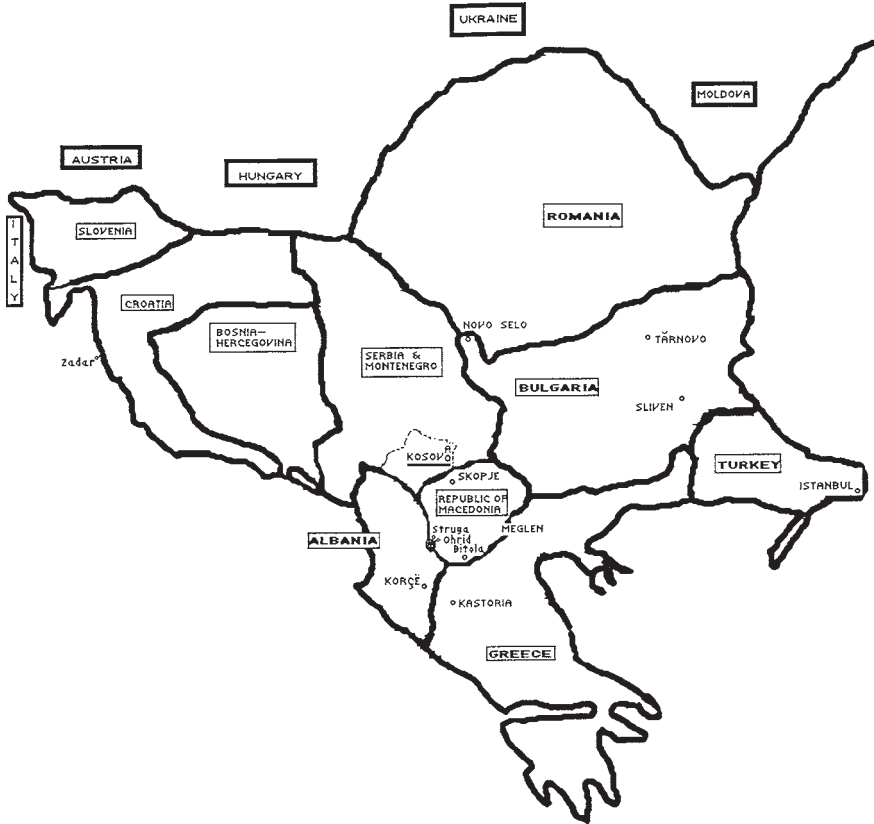 UKRAINE
MOLDOVA
AUSTRIA
HUNGARY
ITALY
SLOVENIA
ROMANIA
CROATIA
BOSNIA—
HERCEGOVINA
NOVO SELO
TĂRNOVO
Zadar
SERBIA &
MONTENEGRO
BULGARIA
SLIVEN
KOSOVA
SKOPJE
TURKEY
ISTANBUL
REPUBLIC OF
MACEDONIA
MEGLEN
Struga
Ohrid
Bitola
ALBANIA
KORÇË
KASTORIA
GREECE